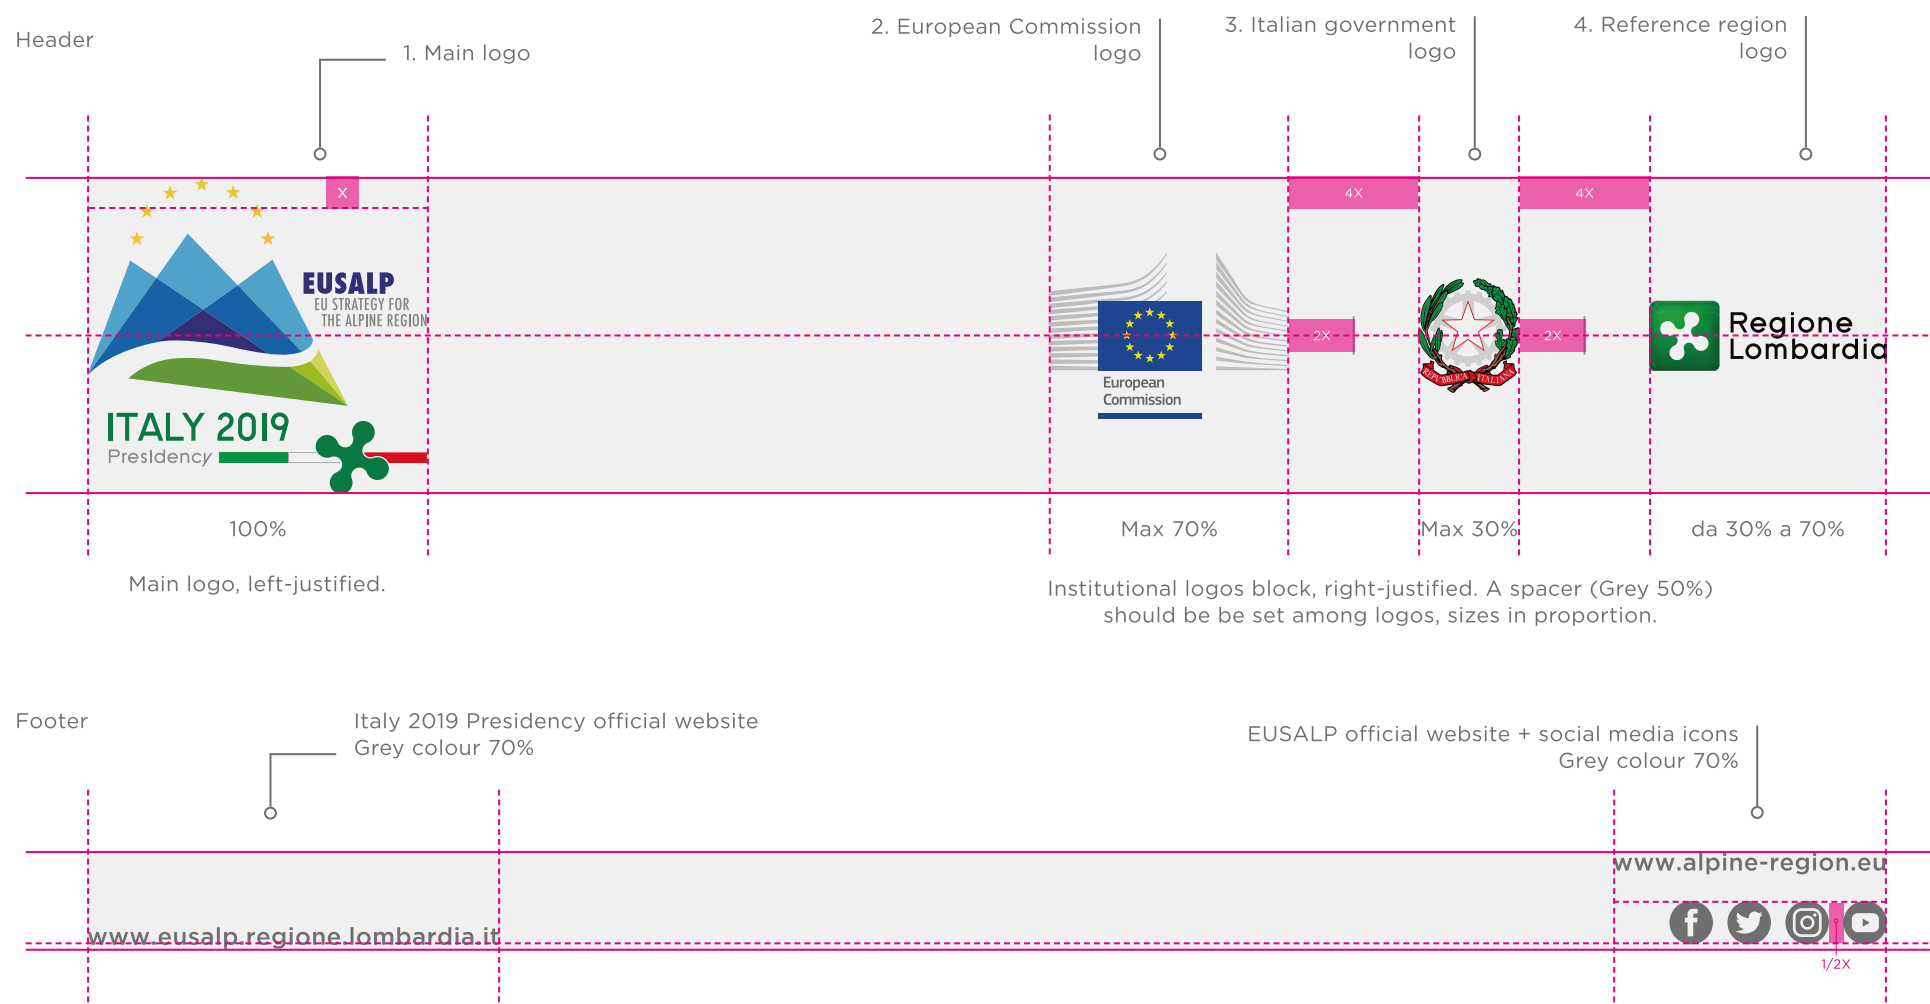 Header
1. Main logo
2. European Commission
logo
3. Italian government
logo
4. Reference region
logo
X
4X
4X
EUSALP
EU STRATEGY FOR
THE ALPINE REGION
ITALY 2019
Presidency
European
Commission
2X
REPVBBLICA ITALIANA
2X
Regione
Lombardia
100%
Max 70%
Max 30%
da 30% a 70%
Main logo, left-justified.
Institutional logos block, right-justified. A spacer (Grey 50%)
should be be set among logos, sizes in proportion.
Footer
Italy 2019 Presidency official website
Grey colour 70%
EUSALP official website + social media icons
Grey colour 70%
www.eusalp.regione.lombardia.it
www.alpine-region.eu
1/2X